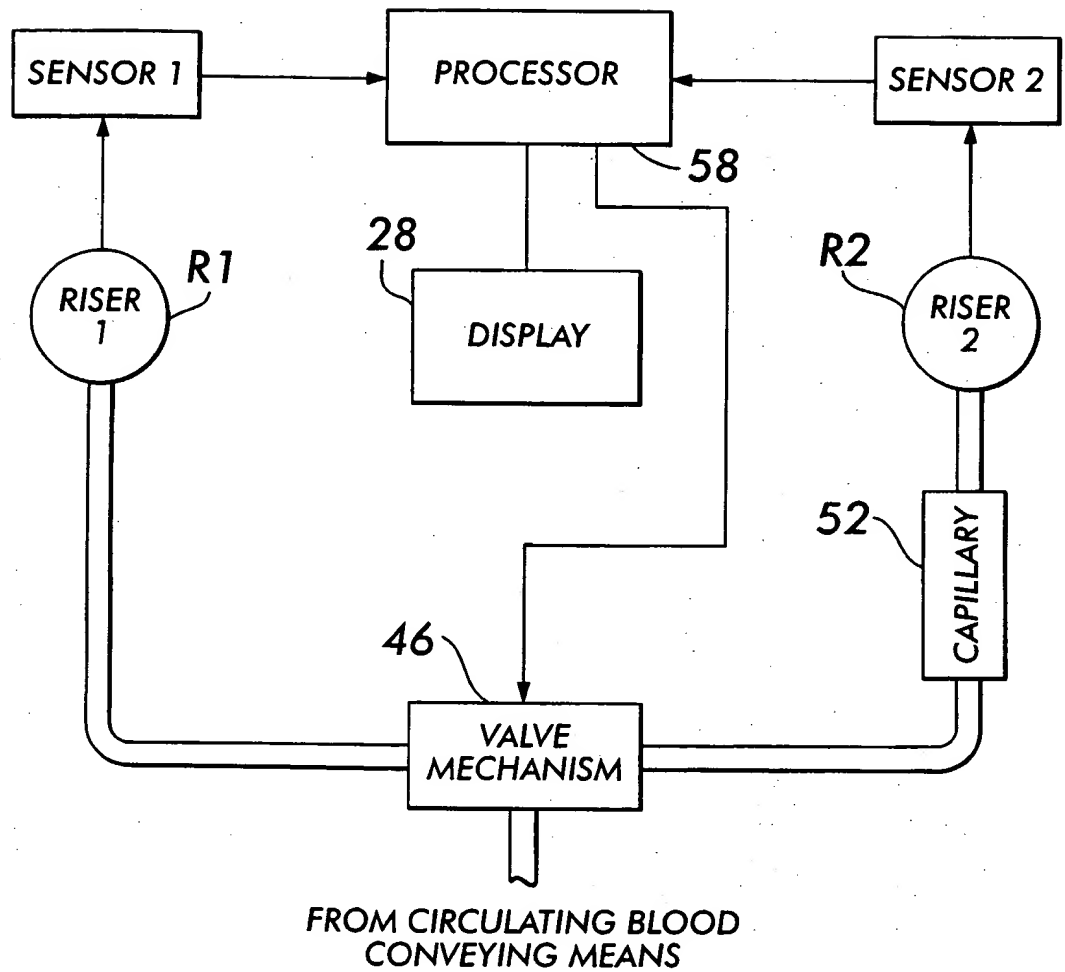 SENSOR 1
PROCESSOR
SENSOR 2
58
28
R1
R2
RISER
1
DISPLAY
RISER
2
52
CAPILLARY
46
VALVE
MECHANISM
FROM CIRCULATING BLOOD
CONVEYING MEANS